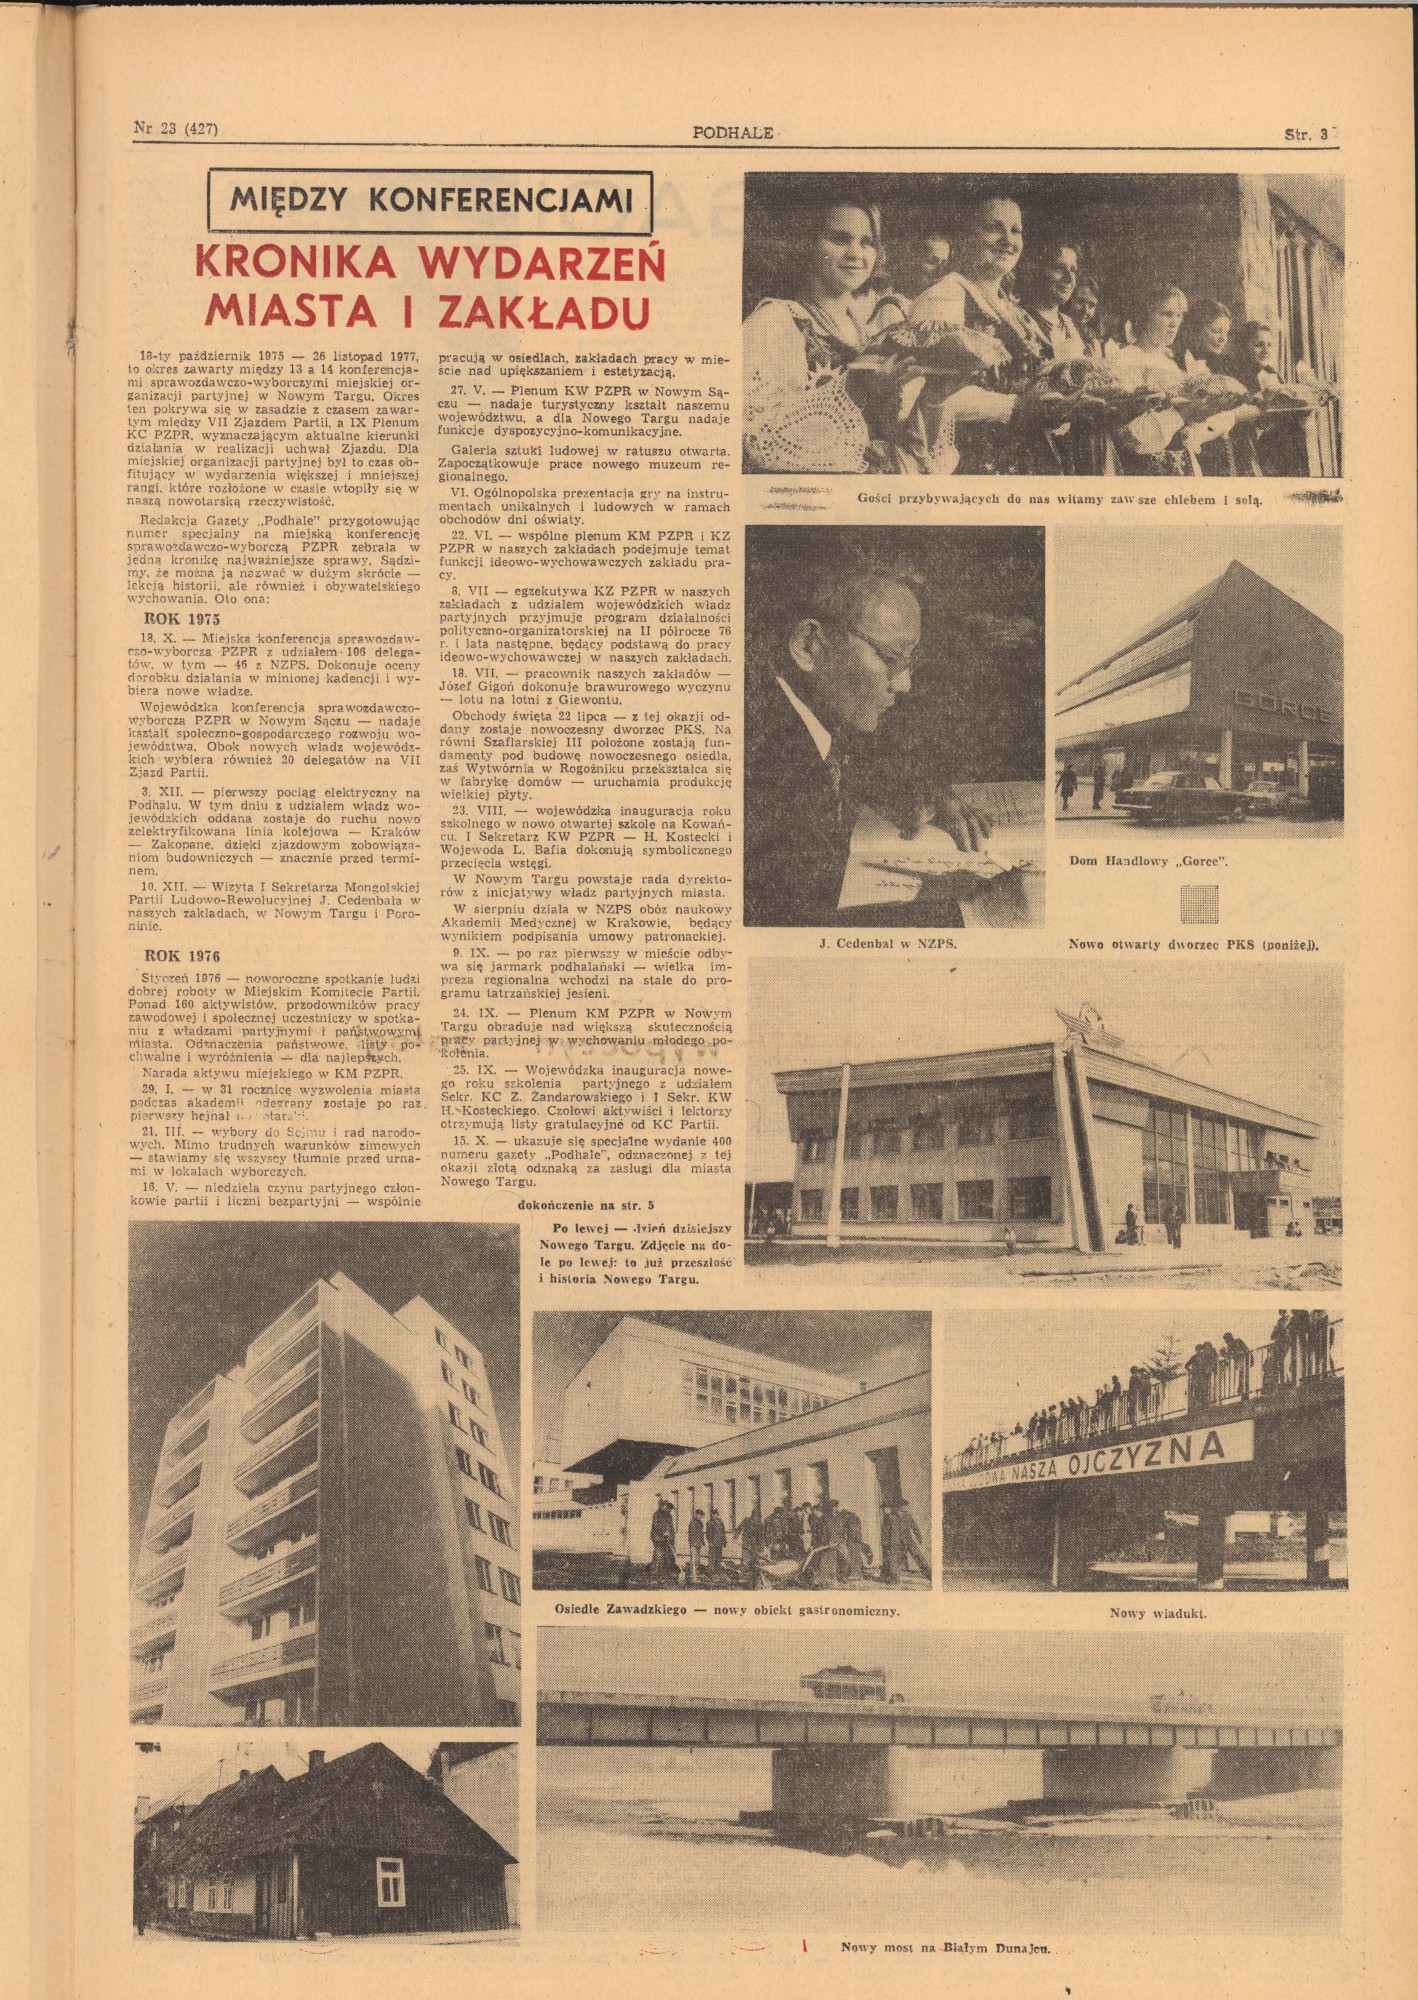 Nr 23 (427)
PODHALE
Str. 3
MIĘDZY KONFERENCJAMI
KRONIKA WYDARZEŃ
MIASTA I ZAKŁADU
18-ty październik 1975 — 26 listopad 1977,
to okres zawarty między 13 a 14 konferencja-
mi sprawozdawczo-wyborczymi miejskiej or-
ganizacji partyjnej w Nowym Targu. Okres
ten pokrywa się w zasadzie z czasem zawar-
tym między VII Zjazdem Partii, a IX Plenum
KC PZPR, wyznaczającym aktualne kierunki
działania w realizacji uchwał Zjazdu. Dla
miejskiej organizacji partyjnej był to czas ob-
fitujący w wydarzenia większej i mniejszej
rangi, które rozłożone w czasie wtopiły się w
naszą nowotarską rzeczywistość.
Redakcja Gazety „Podhale” przygotowując
numer specjalny na miejską konferencję
sprawozdawczo-wyborczą PZPR zebrała w
jedną kronikę najważniejsze sprawy. Sądzi-
my, że można ją nazwać w dużym skrócie —
lekcją historii, ale również i obywatelskiego
wychowania. Oto ona:
ROK 1975
18. X. — Miejska konferencja sprawozdaw-
czo-wyborcza PZPR z udziałem 106 delega-
tów, w tym — 46 z NZPS. Dokonuje oceny
dorobku działania w minionej kadencji i wy-
biera nowe władze.
Wojewódzka konferencja sprawozdawczo-
wyborcza PZPR w Nowym Sączu — nadaje
kształt społeczno-gospodarczego rozwoju wo-
jewództwa. Obok nowych władz wojewódz-
kich wybiera również 20 delegatów na VII
Zjazd Partii.
3. XII. — pierwszy pociąg elektryczny na
Podhalu. W tym dniu z udziałem władz wo-
jewódzkich oddana zostaje do ruchu nowo
zelektryfikowana linia kolejowa — Kraków
— Zakopane, dzięki zjazdowym zobowiąza-
niom budowniczych — znacznie przed termi-
nem.
10. XII. — Wizyta I Sekretarza Mongolskiej
Partii Ludowo-Rewolucyjnej J. Cedenbała w
naszych zakładach, w Nowym Targu i Poro-
ninie.
ROK 1976
Styczeń 1976 — noworoczne spotkanie ludzi
dobrej roboty w Miejskim Komitecie Partii.
Ponad 160 aktywistów, przodowników pracy
zawodowej i społecznej uczestniczy w spotka-
niu z władzami partyjnymi i państwowymi
miasta. Odznaczenia państwowe, listy po-
chwalne i wyróżnienia — dla najlepszych.
Narada aktywu miejskiego w KM PZPR.
29. I. — w 31 rocznicę wyzwolenia miasta
podczas akademii odegrany zostaje po raz
pierwszy hejnał
21. III. — wybory do Sejmu i rad narodo-
wych. Mimo trudnych warunków zimowych
— stawiamy się wszyscy tłumnie przed urna-
mi w lokalach wyborczych.
16. V. — niedziela czynu partyjnego człon-
kowie partii i liczni bezpartyjni — wspólnie
pracują w osiedlach, zakładach pracy w mie-
ście nad upiększaniem i estetyzacją.
27. V. — Plenum KW PZPR w Nowym Są-
czu — nadaje turystyczny kształt naszemu
województwu, a dla Nowego Targu nadaje
funkcje dyspozycyjno-komunikacyjne.
Galeria sztuki ludowej w ratuszu otwarta.
Zapoczątkowuje prace nowego muzeum re-
gionalnego.
VI. Ogólnopolska prezentacja gry na instru-
mentach unikalnych i ludowych w ramach
obchodów dni oświaty.
22. VI. — wspólne plenum KM PZPR i KZ
PZPR w naszych zakładach podejmuje temat
funkcji ideowo-wychowawczych zakładu pra-
cy.
8. VII — egzekutywa KZ PZPR w naszych
zakładach z udziałem wojewódzkich władz
partyjnych przyjmuje program działalności
polityczno-organizatorskiej na II półrocze 76
r. i lata następne, będący podstawą do pracy
ideowo-wychowawczej w naszych zakładach.
18. VII. — pracownik naszych zakładów —
Józef Gigoń dokonuje brawurowego wyczynu
— lotu na lotni z Giewontu.
Obchody święta 22 lipca — z tej okazji od-
dany zostaje nowoczesny dworzec PKS. Na
równi Szaflarskiej III położone zostają fun-
damenty pod budowę nowoczesnego osiedla,
zaś Wytwórnia w Rogoźniku przekształca się
w fabrykę domów — uruchamia produkcję
wielkiej płyty.
23. VIII. — wojewódzka inauguracja roku
szkolnego w nowo otwartej szkole na Kowań-
cu. I Sekretarz KW PZPR — H. Kostecki i
Wojewoda L. Bafia dokonują symbolicznego
przecięcia wstęgi.
W Nowym Targu powstaje rada dyrekto-
rów z inicjatywy władz partyjnych miasta.
W sierpniu działa w NZPS obóz naukowy
Akademii Medycznej w Krakowie, będący
wynikiem podpisania umowy patronackiej.
9. IX. — po raz pierwszy w mieście odby-
wa się jarmark podhalański — wielka im-
preza regionalna wchodzi na stałe do pro-
gramu tatrzańskiej jesieni.
24. IX. — Plenum KM PZPR w Nowym
Targu obraduje nad większą skutecznością
pracy partyjnej w wychowaniu młodego po-
kolenia.
25. IX. — Wojewódzka inauguracja nowe-
go roku szkolenia partyjnego z udziałem
Sekr. KC Z. Żandarowskiego i I Sekr. KW
H. Kosteckiego. Czołowi aktywiści i lektorzy
otrzymują listy gratulacyjne od KC Partii.
15. X. — ukazuje się specjalne wydanie 400
numeru gazety „Podhale”, odznaczonej z tej
okazji złotą odznaką za zasługi dla miasta
Nowego Targu.
dokończenie na str. 5
Po lewej — dzień dzisiejszy
Nowego Targu. Zdjęcie na do-
le po lewej: to już przeszłość
i historia Nowego Targu.
Gości przybywających do nas witamy zawsze chlebem i solą.
GORCE
Dom Handlowy „Gorce”.
J. Cedenbał w NZPS.
Nowo otwarty dworzec PKS (poniżej).
NASZA OJCZYZNA
Osiedle Zawadzkiego — nowy obiekt gastronomiczny.
Nowy wiadukt.
Nowy most na Białym Dunajcu.